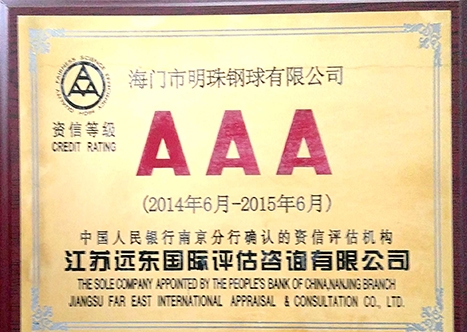 海门市明珠钢球有限公司
资信等级
CREDIT RATING
AAA
(2014年6月-2015年6月)
中国人民银行南京分行确认的资信评估机构
江苏远东国际评估咨询有限公司
THE SOLE COMPANY APPOINTED BY THE PEOPLE'S BANK OF CHINA,NANJING BRANCH
JIANGSU FAR EAST INTERNATIONAL APPRAISAL & CONSULTATION CO., LTD.